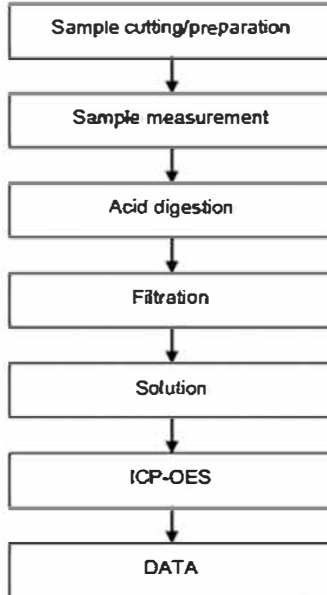 Sample cutting/preparation
Sample measurement
Acid digestion
Filtration
Solution
ICP-OES
DATA